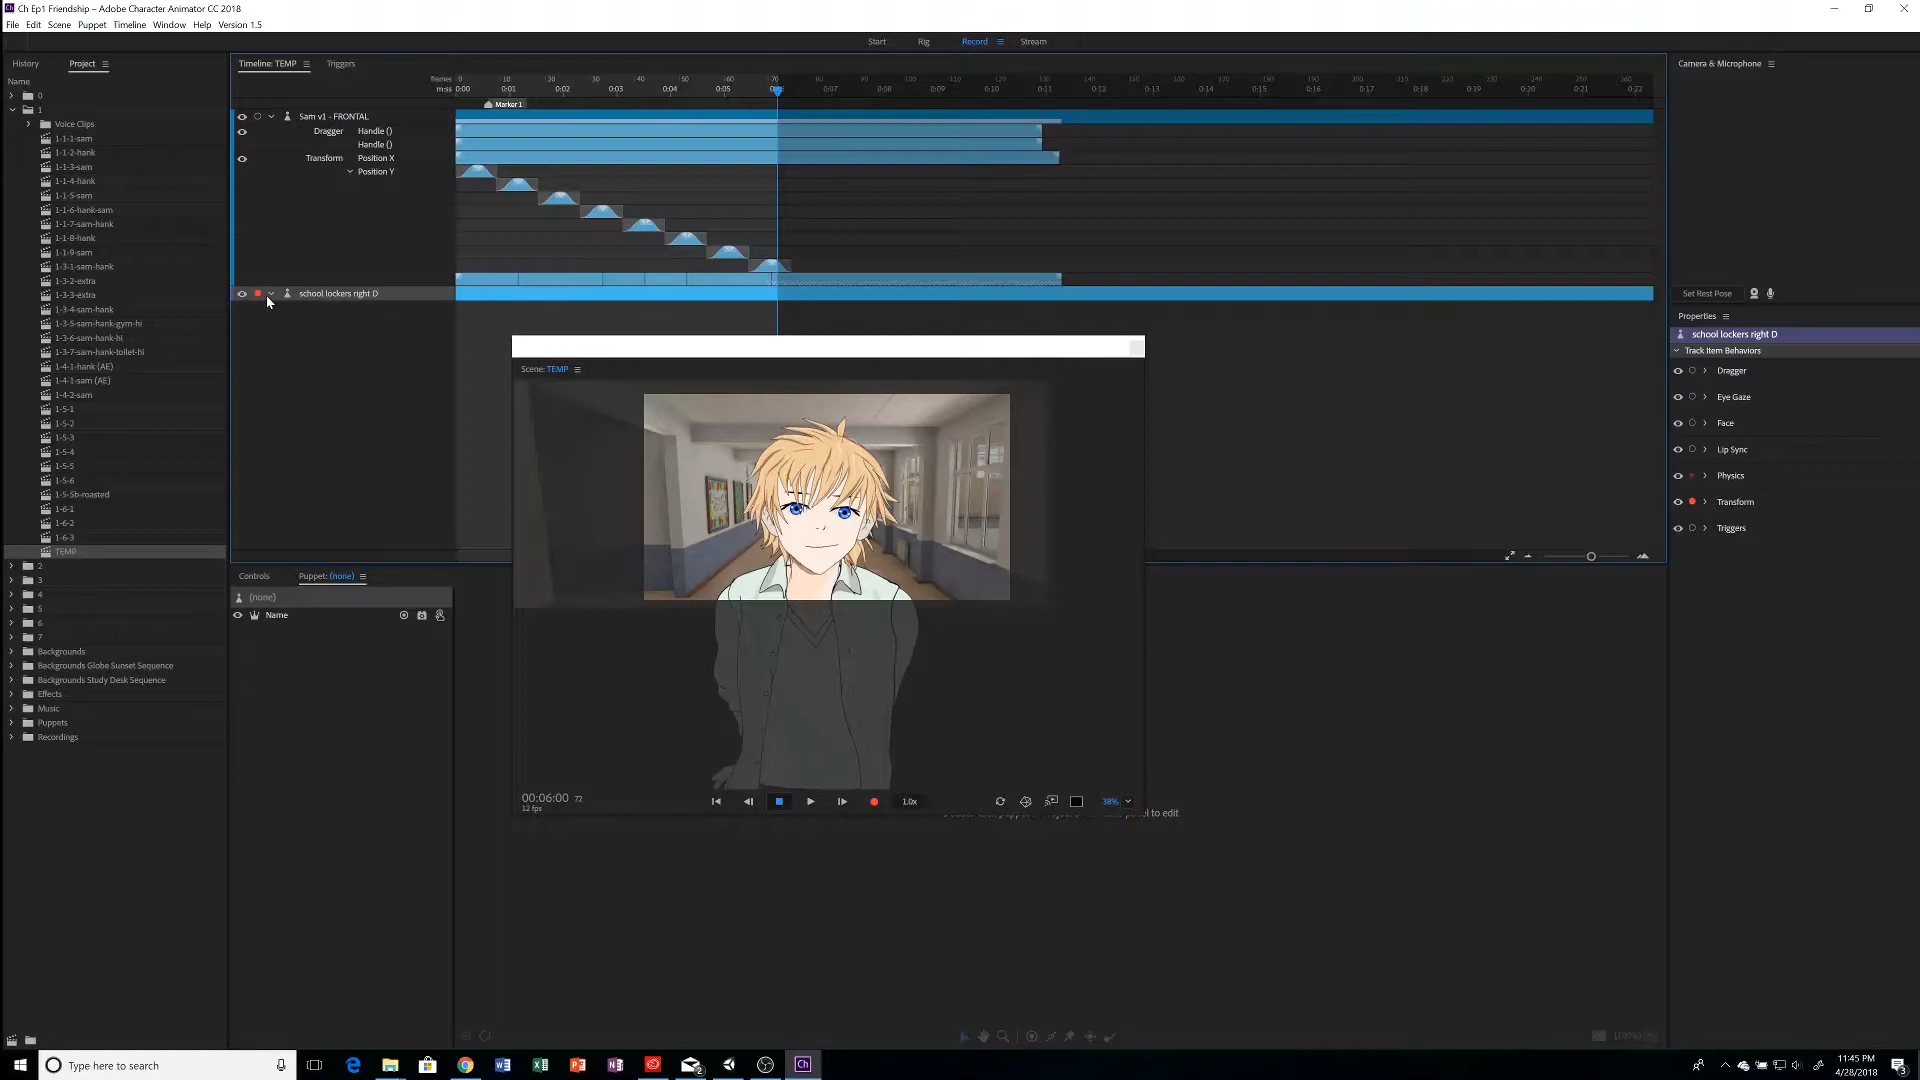 Ch Ch Ep1 Friendship – Adobe Character Animator CC 2018
File Edit Scene Puppet Timeline Window Help Version 1.5
Start Rig Record Stream
History Project
Name
0
1
Voice Clips
1-1-1-sam
1-1-2-hank
1-1-3-sam
1-1-4-hank
1-1-5-sam
1-1-6-hank-sam
1-1-7-sam-hank
1-1-8-hank
1-1-9-sam
1-3-1-sam-hank
1-3-2-extra
1-3-3-extra
1-3-4-sam-hank
1-3-5-sam-hank-gym-hi
1-3-6-sam-hank-hi
1-3-7-sam-hank-toilet-hi
1-4-1-hank (AE)
1-4-1-sam (AE)
1-4-2-sam
1-5-1
1-5-2
1-5-3
1-5-4
1-5-5
1-5-6
1-5-5b-roasted
1-6-1
1-6-2
1-6-3
TEMP
2
3
4
5
6
7
Backgrounds
Backgrounds Globe Sunset Sequence
Backgrounds Study Desk Sequence
Effects
Music
Puppets
Recordings
Timeline: TEMP Triggers
frames 0 10 20 30 40 50 60 70 80 90 100 110 120 130 140 150 160 170 180 190 200 210 220 230 240 250 260
m:ss 0:00 0:01 0:02 0:03 0:04 0:05 0:07 0:08 0:09 0:10 0:11 0:12 0:13 0:14 0:15 0:16 0:17 0:18 0:19 0:20 0:21 0:22
Marker 1
Sam v1 - FRONTAL
Dragger Handle ()
Handle ()
Transform Position X
Position Y
school lockers right D
Controls Puppet: (none)
(none)
Name
Scene: TEMP
00:06:00 72
12 fps
1.0x
38%
panel to edit
(100%)
Camera & Microphone
Set Rest Pose
Properties
school lockers right D
Track Item Behaviors
Dragger
Eye Gaze
Face
Lip Sync
Physics
Transform
Triggers
Type here to search
2
Ch
11:45 PM
4/28/2018
3